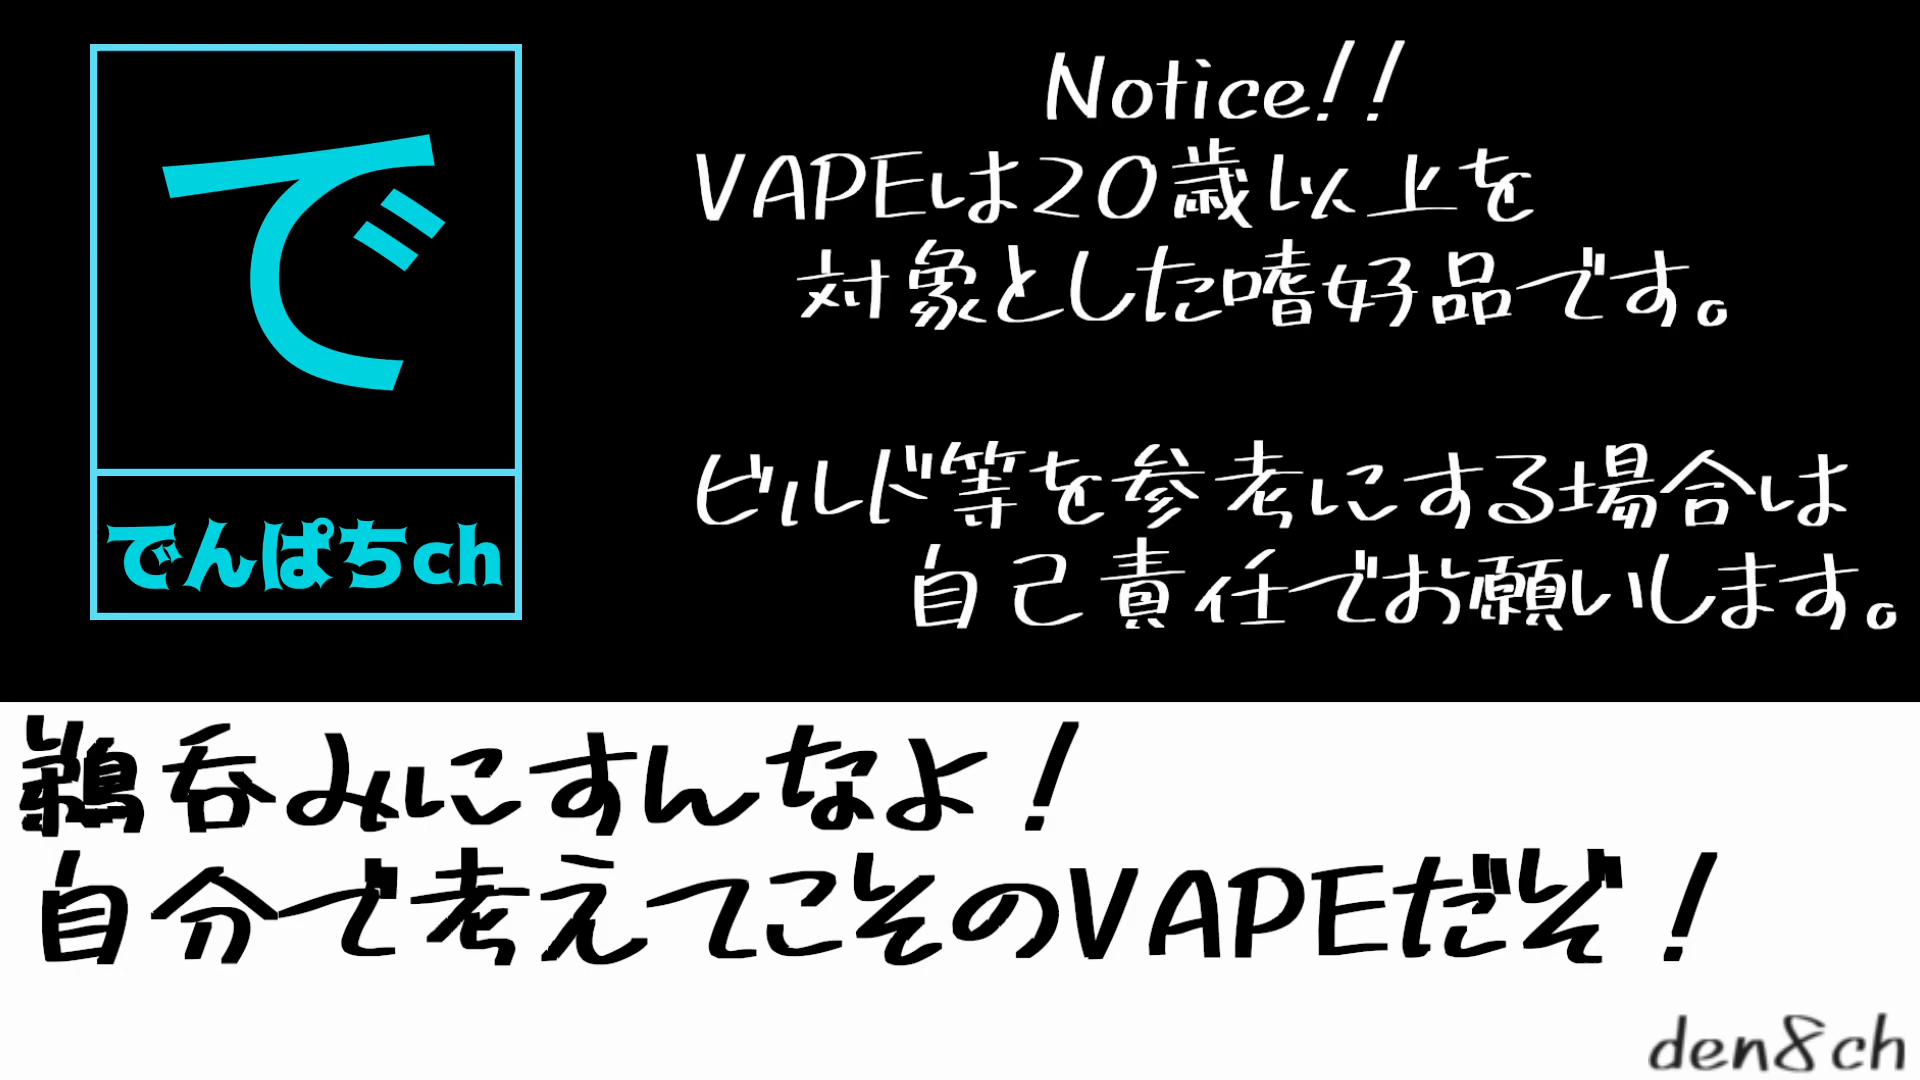 で
でんぱちch
Notice!!
VAPEは20歳以上を
対象とした嗜好品です。
ビルド等を参考にする場合は
自己責任でお願いします。
鵜呑みにすんなよ！
自分で考えてこそのVAPEだぞ！
den8ch